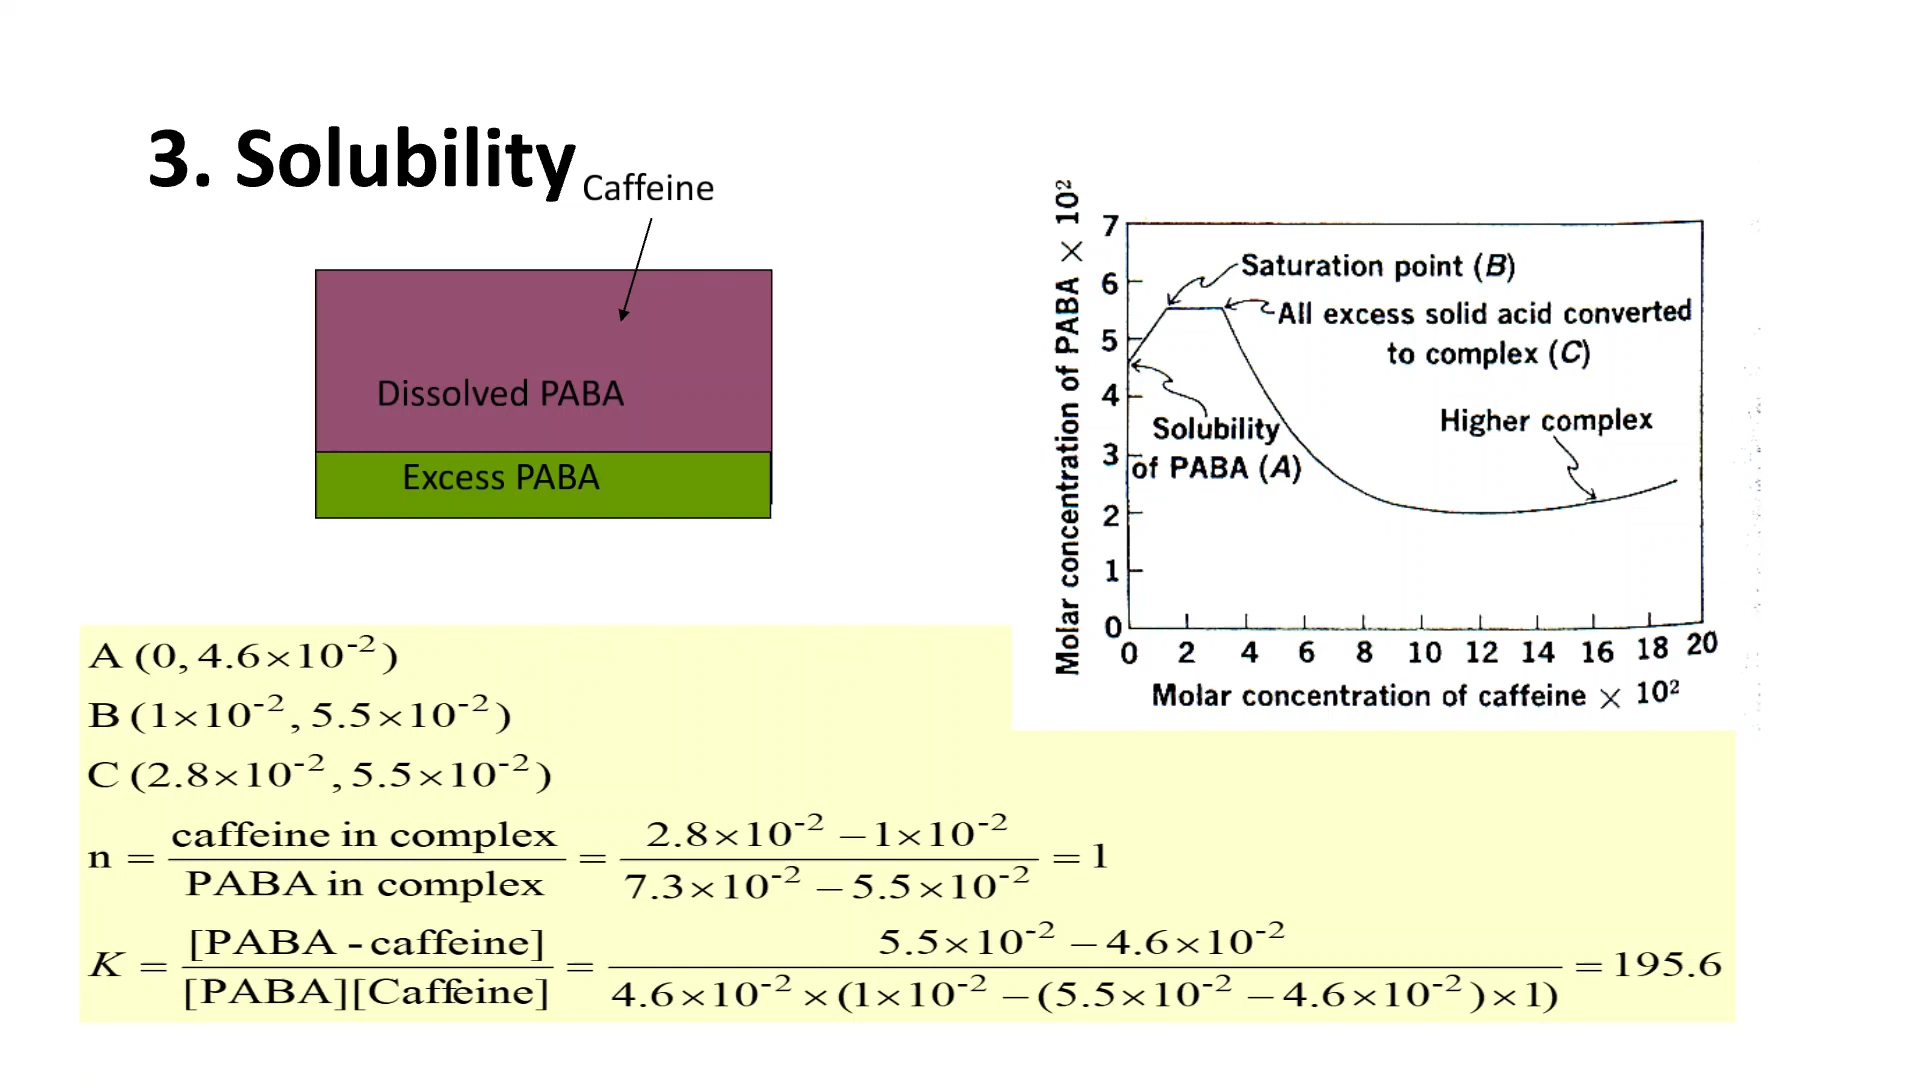 3. Solubility
Caffeine
Dissolved PABA
Excess PABA
Molar concentration of PABA × 10²
7
6
5
4
3
2
1
0
Saturation point (B)
All excess solid acid converted
to complex (C)
Solubility
of PABA (A)
Higher complex
0 2 4 6 8 10 12 14 16 18 20
Molar concentration of caffeine × 10²
A (0, 4.6×10⁻²)
B (1×10⁻², 5.5×10⁻²)
C (2.8×10⁻², 5.5×10⁻²)
n = caffeine in complex / PABA in complex = 2.8×10⁻² − 1×10⁻² / 7.3×10⁻² − 5.5×10⁻² = 1
K = [PABA - caffeine] / [PABA][Caffeine] = 5.5×10⁻² − 4.6×10⁻² / 4.6×10⁻² × (1×10⁻² − (5.5×10⁻² − 4.6×10⁻²)×1) = 195.6